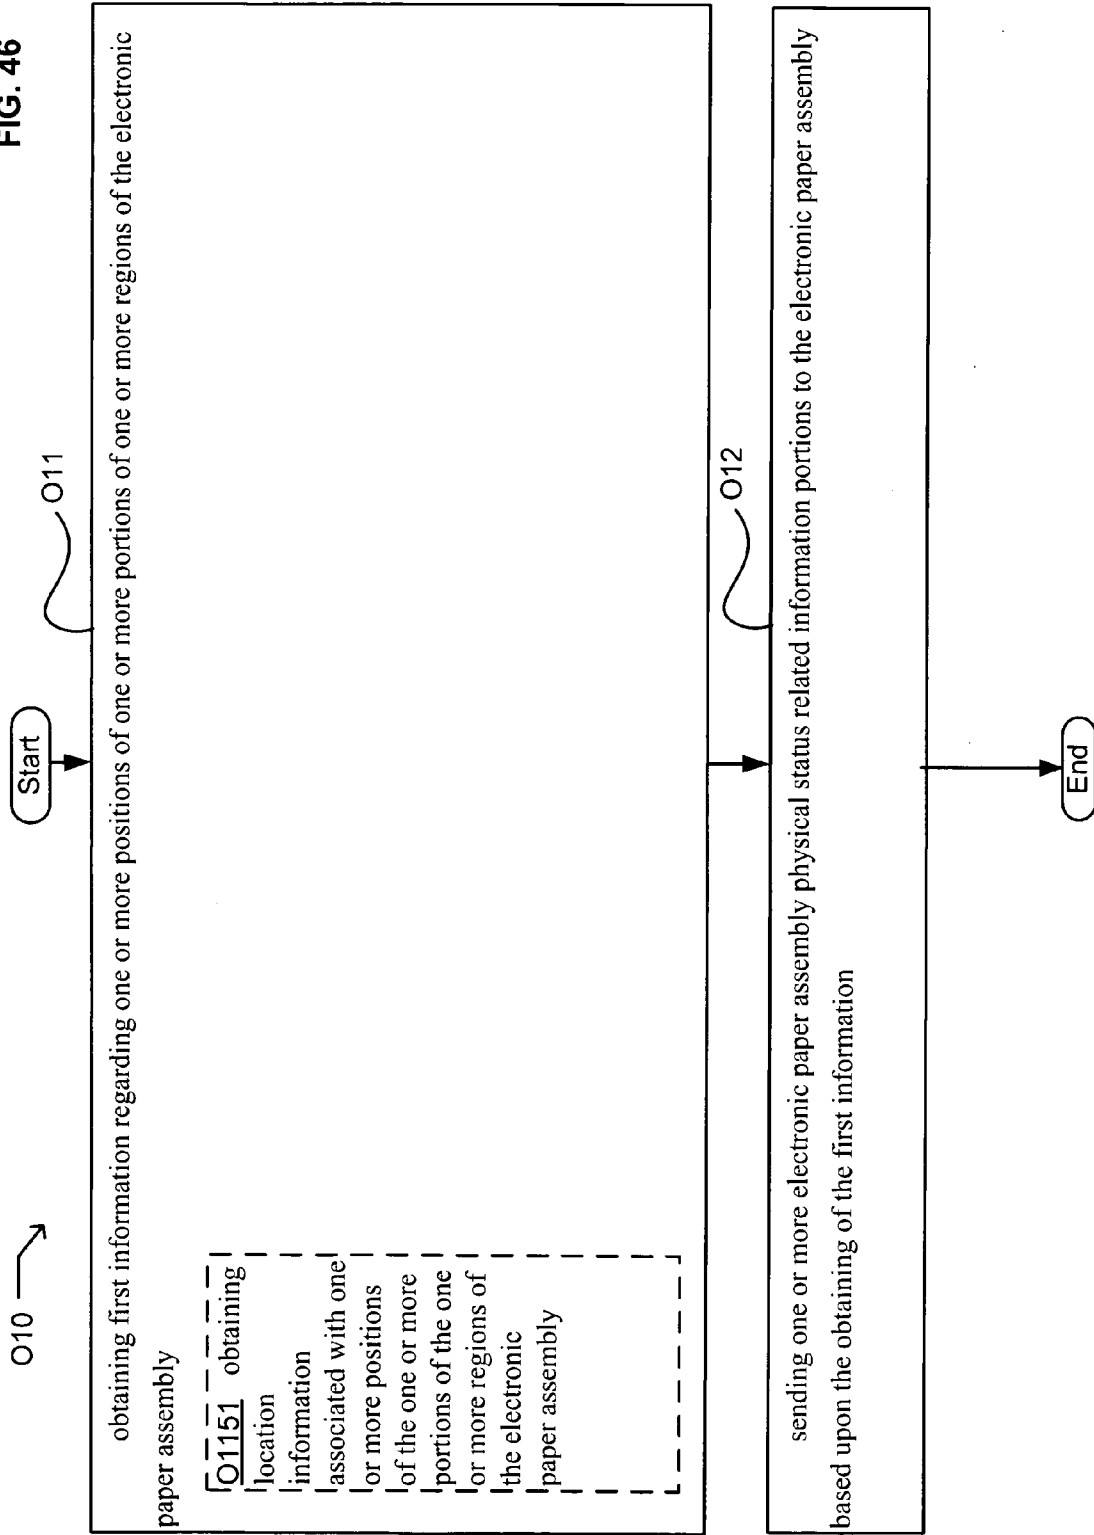 FIG. 46
O10
Start
O11
obtaining first information regarding one or more positions of one or more portions of one or more regions of the electronic
paper assembly
O1151 obtaining
location
information
associated with one
or more positions
of the one or more
portions of the one
or more regions of
the electronic
paper assembly
O12
sending one or more electronic paper assembly physical status related information portions to the electronic paper assembly
based upon the obtaining of the first information
End